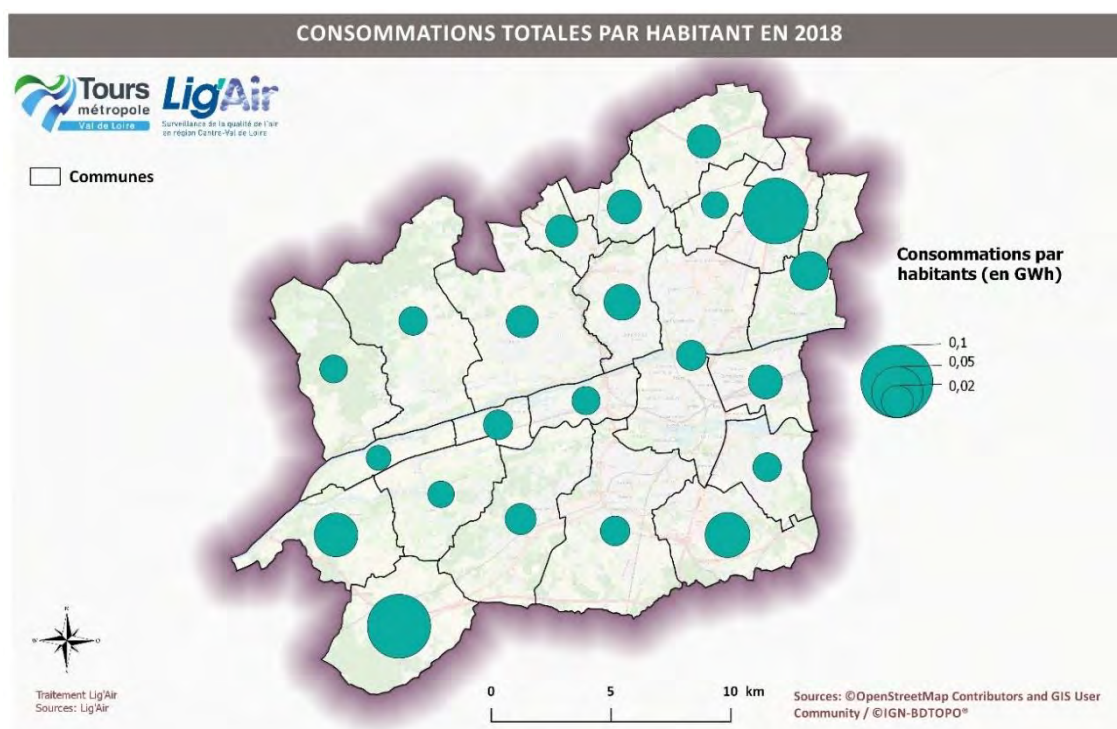 CONSOMMATIONS TOTALES PAR HABITANT EN 2018
Tours
métropole
Val de Loire
Lig'Air
Surveillance de la qualité de l'air
en région Centre-Val de Loire
Communes
Consommations par
habitants (en GWh)
0,1
0,05
0,02
Traitement Lig'Air
Sources: Lig'Air
0 5 10 km
Sources: ©OpenStreetMap Contributors and GIS User
Community / ©IGN-BDTOPO®